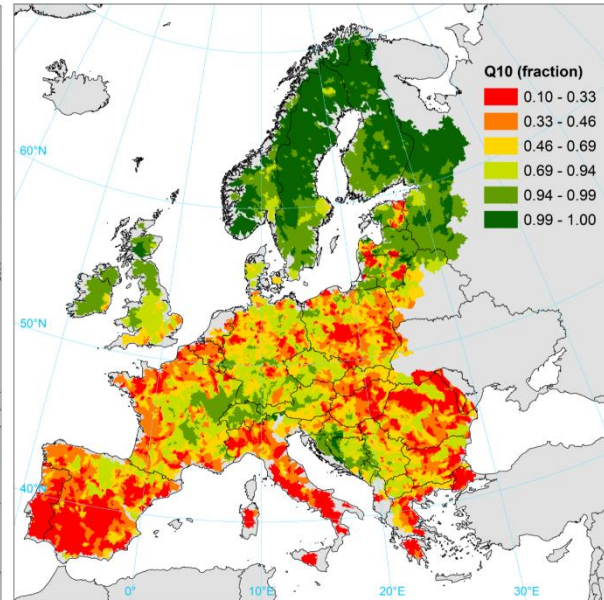 Q10 (fraction)
0.10 - 0.33
0.33 - 0.46
0.46 - 0.69
0.69 - 0.94
0.94 - 0.99
0.99 - 1.00
60°N
50°N
40°N
0°
10°E
20°E
30°E